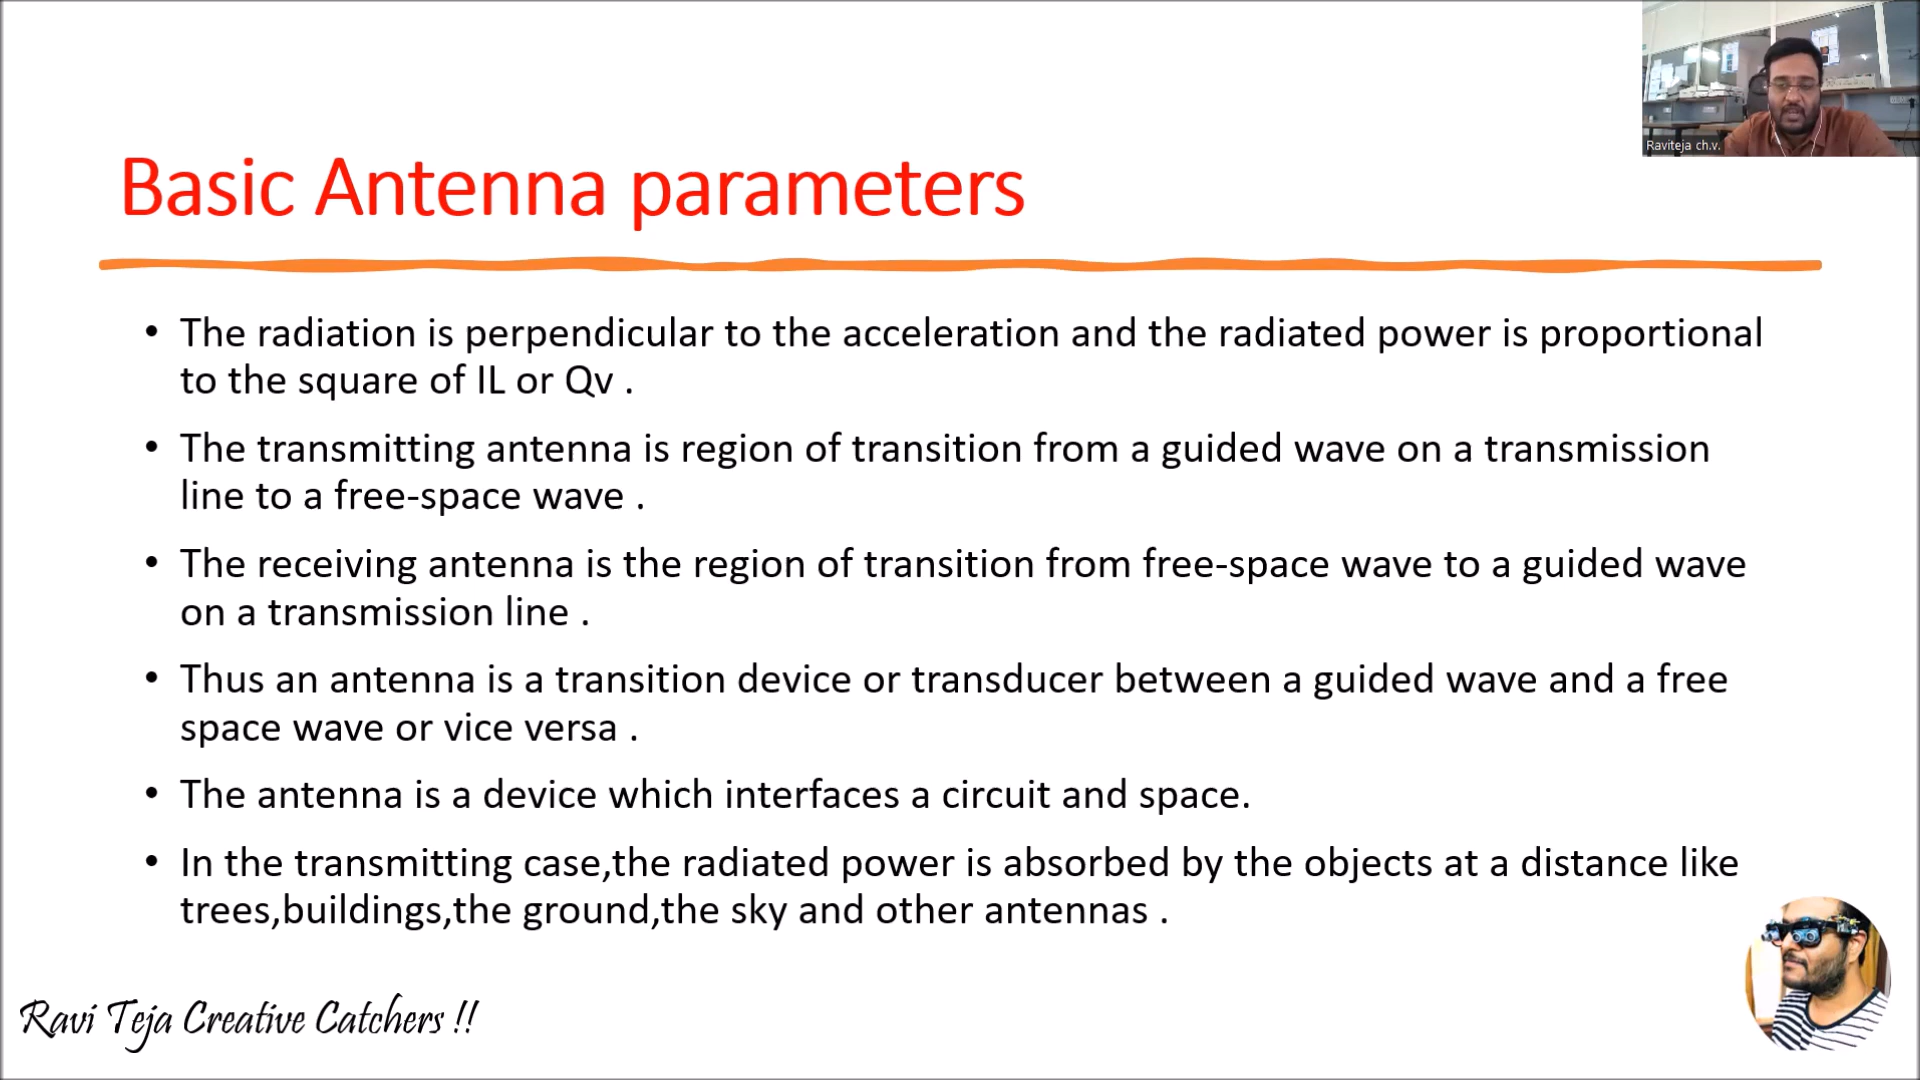 Raviteja ch.v.
Basic Antenna parameters
• The radiation is perpendicular to the acceleration and the radiated power is proportional
to the square of IL or Qv .
• The transmitting antenna is region of transition from a guided wave on a transmission
line to a free-space wave .
• The receiving antenna is the region of transition from free-space wave to a guided wave
on a transmission line .
• Thus an antenna is a transition device or transducer between a guided wave and a free
space wave or vice versa .
• The antenna is a device which interfaces a circuit and space.
• In the transmitting case,the radiated power is absorbed by the objects at a distance like
trees,buildings,the ground,the sky and other antennas .
Ravi Teja Creative Catchers !!